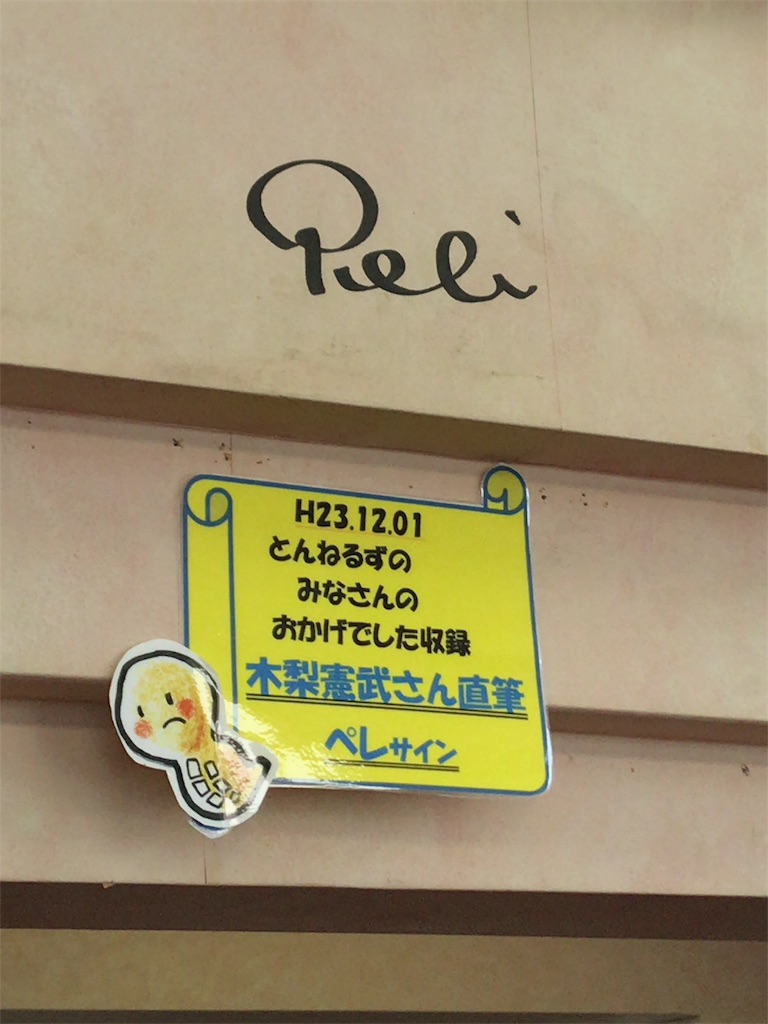 Peli
H23.12.01
とんねるずの
みなさんの
おかげでした収録
木梨憲武さん直筆
ペレサイン